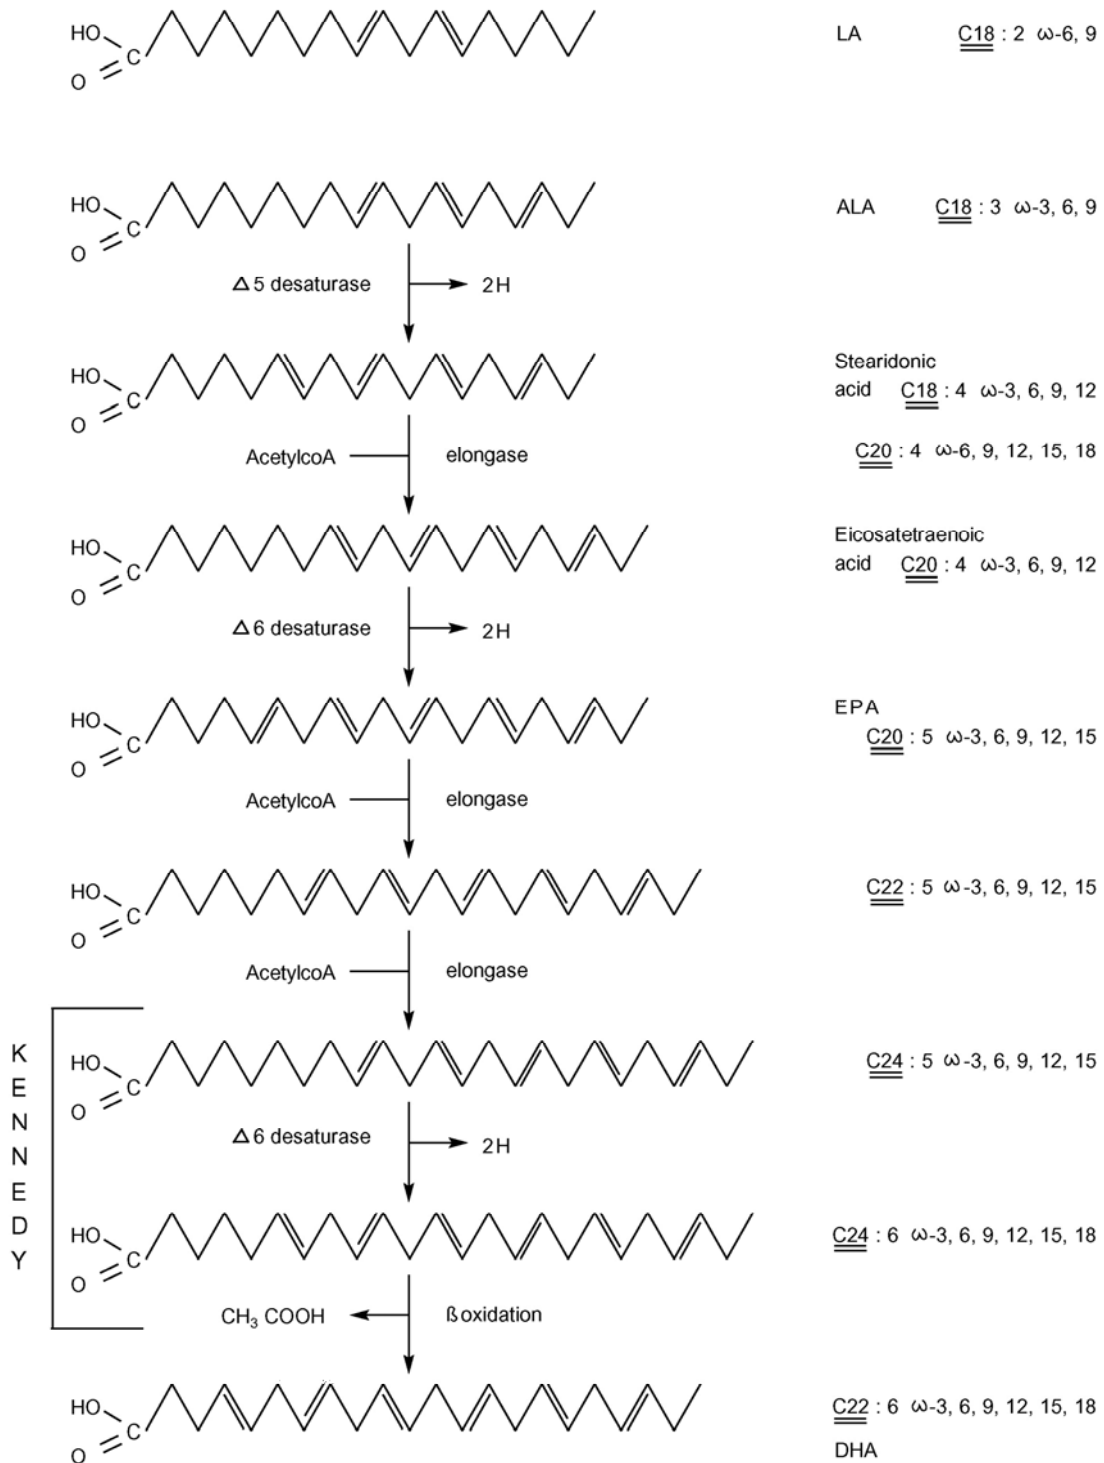 HO
C
O
LA C18 : 2 ω-6, 9
HO
C
O
ALA C18 : 3 ω-3, 6, 9
Δ 5 desaturase 2H
HO
C
O
Stearidonic
acid C18 : 4 ω-3, 6, 9, 12
AcetylcoA elongase
C20 : 4 ω-6, 9, 12, 15, 18
HO
C
O
Eicosatetraenoic
acid C20 : 4 ω-3, 6, 9, 12
Δ 6 desaturase 2H
HO
C
O
EPA
C20 : 5 ω-3, 6, 9, 12, 15
AcetylcoA elongase
HO
C
O
C22 : 5 ω-3, 6, 9, 12, 15
AcetylcoA elongase
KENNEDY
HO
C
O
C24 : 5 ω-3, 6, 9, 12, 15
Δ 6 desaturase 2H
HO
C
O
C24 : 6 ω-3, 6, 9, 12, 15, 18
CH3 COOH ß oxidation
HO
C
O
C22 : 6 ω-3, 6, 9, 12, 15, 18
DHA